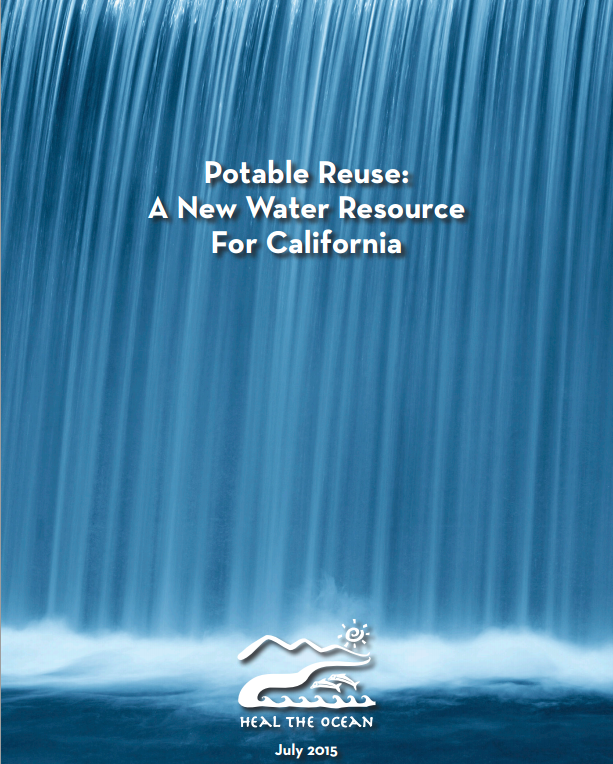 Potable Reuse:
A New Water Resource
For California
HEAL THE OCEAN
July 2015